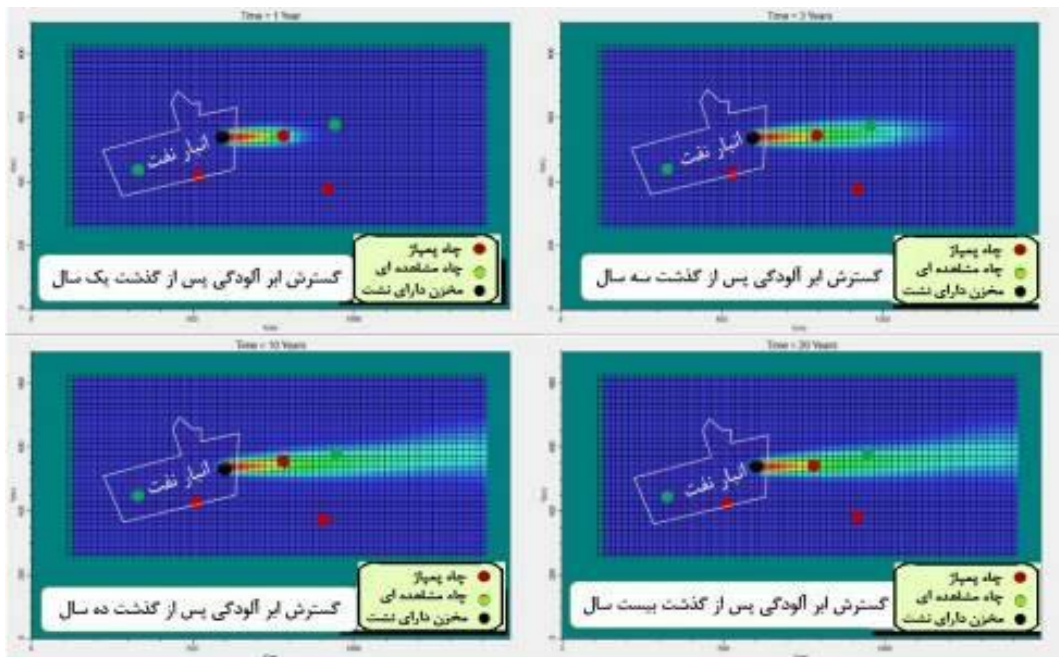 Time = 1 Year
انبار نفت
چاه پمپاژ
چاه مشاهده ای
مخزن دارای نشت
گسترش ابر آلودگی پس از گذشت یک سال
Time = 3 Years
انبار نفت
چاه پمپاژ
چاه مشاهده ای
مخزن دارای نشت
گسترش ابر آلودگی پس از گذشت سه سال
Time = 10 Years
انبار نفت
چاه پمپاژ
چاه مشاهده ای
مخزن دارای نشت
گسترش ابر آلودگی پس از گذشت ده سال
Time = 20 Years
انبار نفت
چاه پمپاژ
چاه مشاهده ای
مخزن دارای نشت
گسترش ابر آلودگی پس از گذشت بیست سال